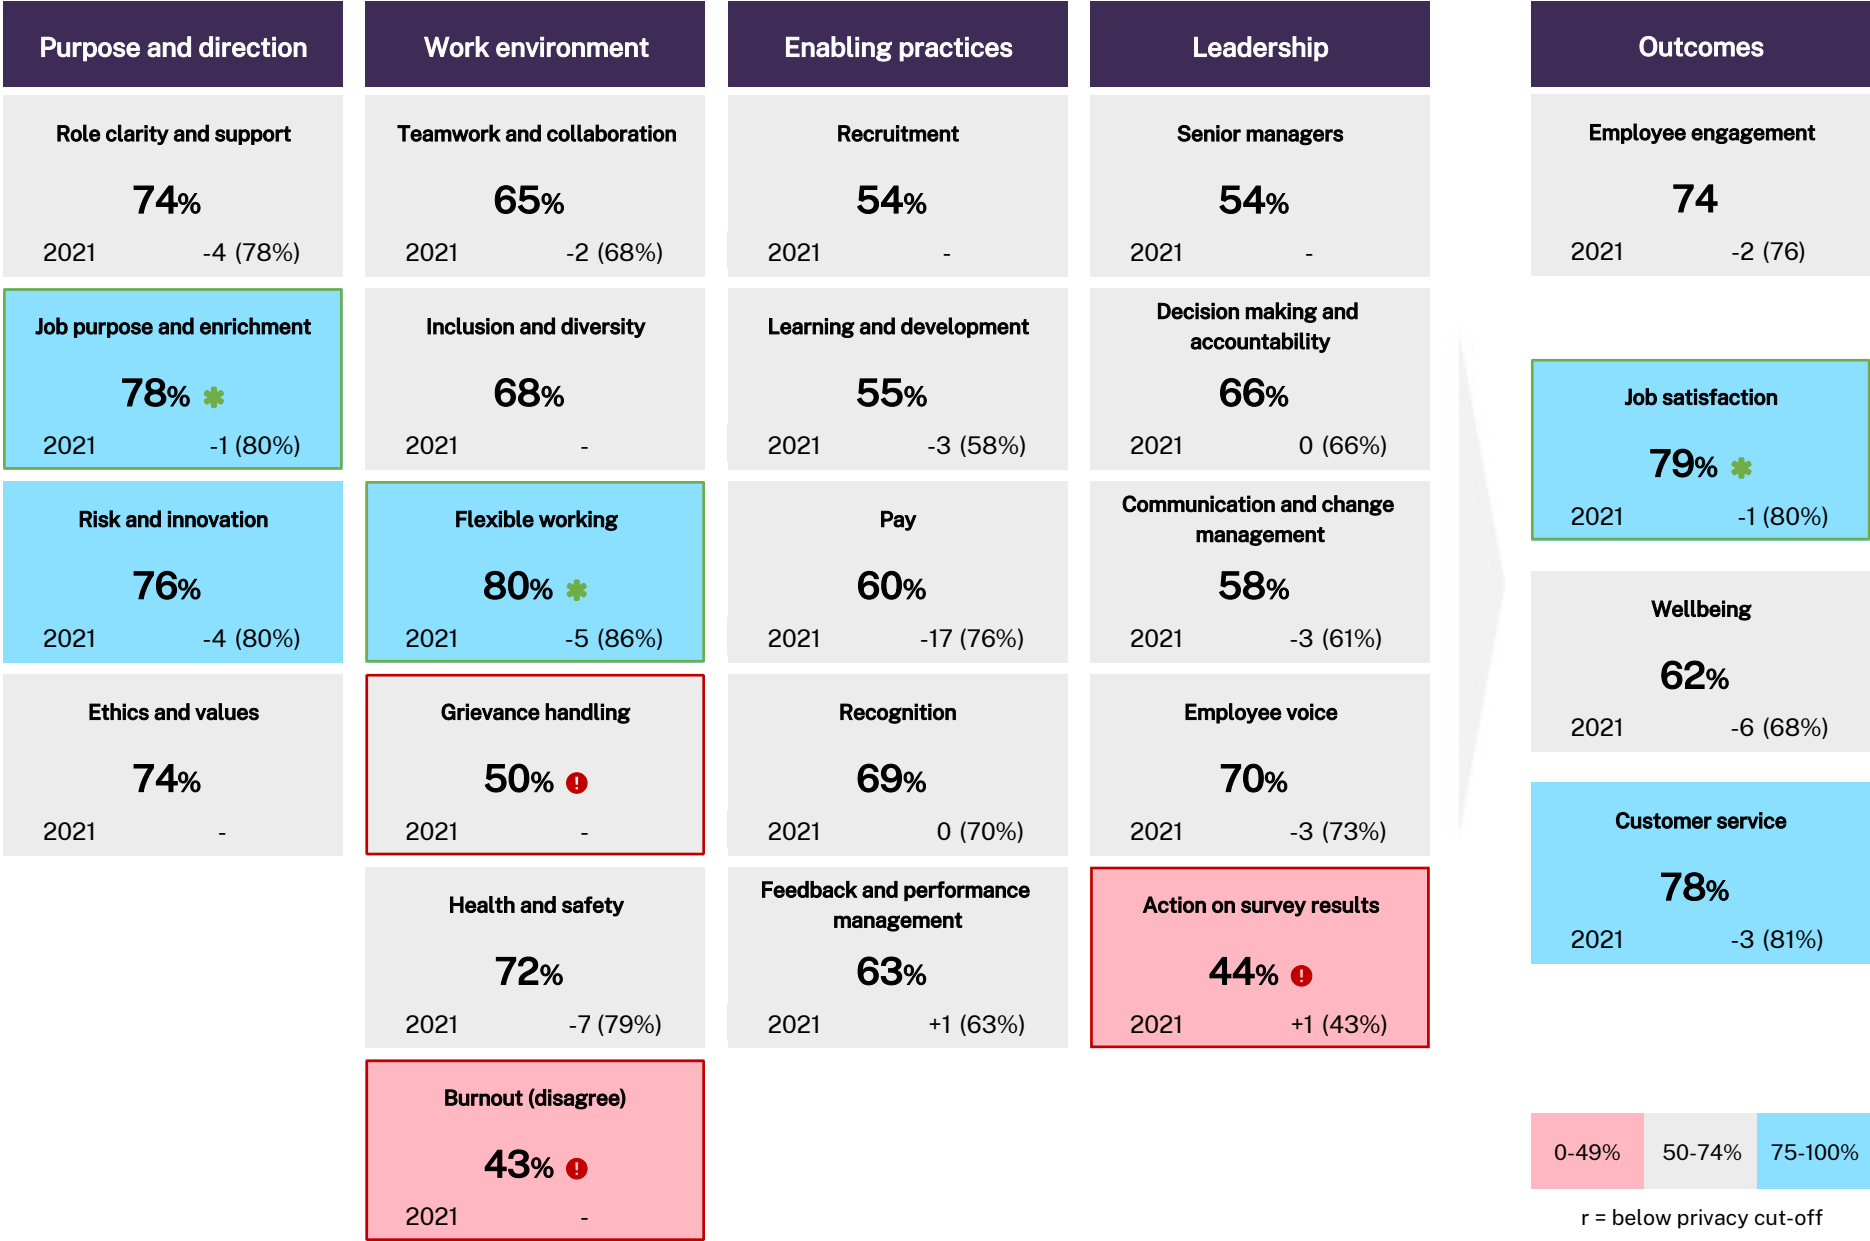 Purpose and direction
Role clarity and support
74%
2021 -4 (78%)
Job purpose and enrichment
78%
2021 -1 (80%)
Risk and innovation
76%
2021 -4 (80%)
Ethics and values
74%
2021 -
Work environment
Teamwork and collaboration
65%
2021 -2 (68%)
Inclusion and diversity
68%
2021 -
Flexible working
80%
2021 -5 (86%)
Grievance handling
50%
2021 -
Health and safety
72%
2021 -7 (79%)
Burnout (disagree)
43%
2021 -
Enabling practices
Recruitment
54%
2021 -
Learning and development
55%
2021 -3 (58%)
Pay
60%
2021 -17 (76%)
Recognition
69%
2021 0 (70%)
Feedback and performance
management
63%
2021 +1 (63%)
Leadership
Senior managers
54%
2021 -
Decision making and
accountability
66%
2021 0 (66%)
Communication and change
management
58%
2021 -3 (61%)
Employee voice
70%
2021 -3 (73%)
Action on survey results
44%
2021 +1 (43%)
Outcomes
Employee engagement
74
2021 -2 (76)
Job satisfaction
79%
2021 -1 (80%)
Wellbeing
62%
2021 -6 (68%)
Customer service
78%
2021 -3 (81%)
0-49% 50-74% 75-100%
r = below privacy cut-off